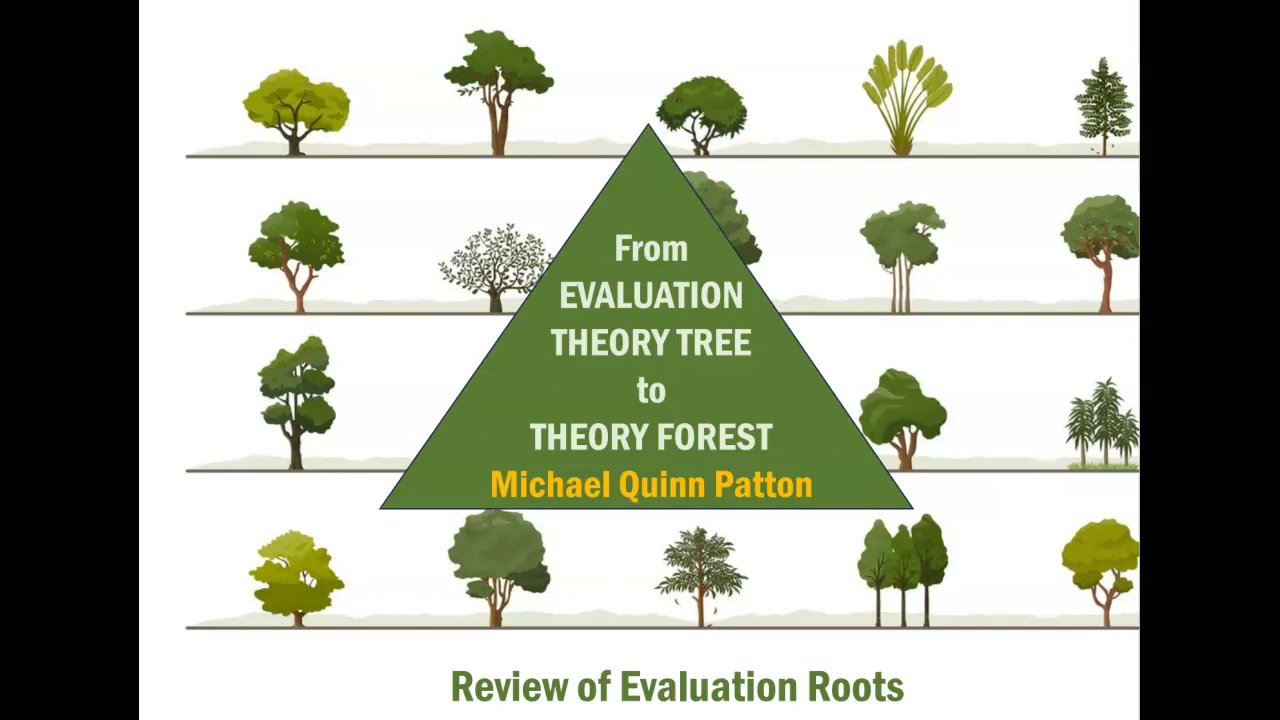 From
EVALUATION
THEORY TREE
to
THEORY FOREST
Michael Quinn Patton
Review of Evaluation Roots